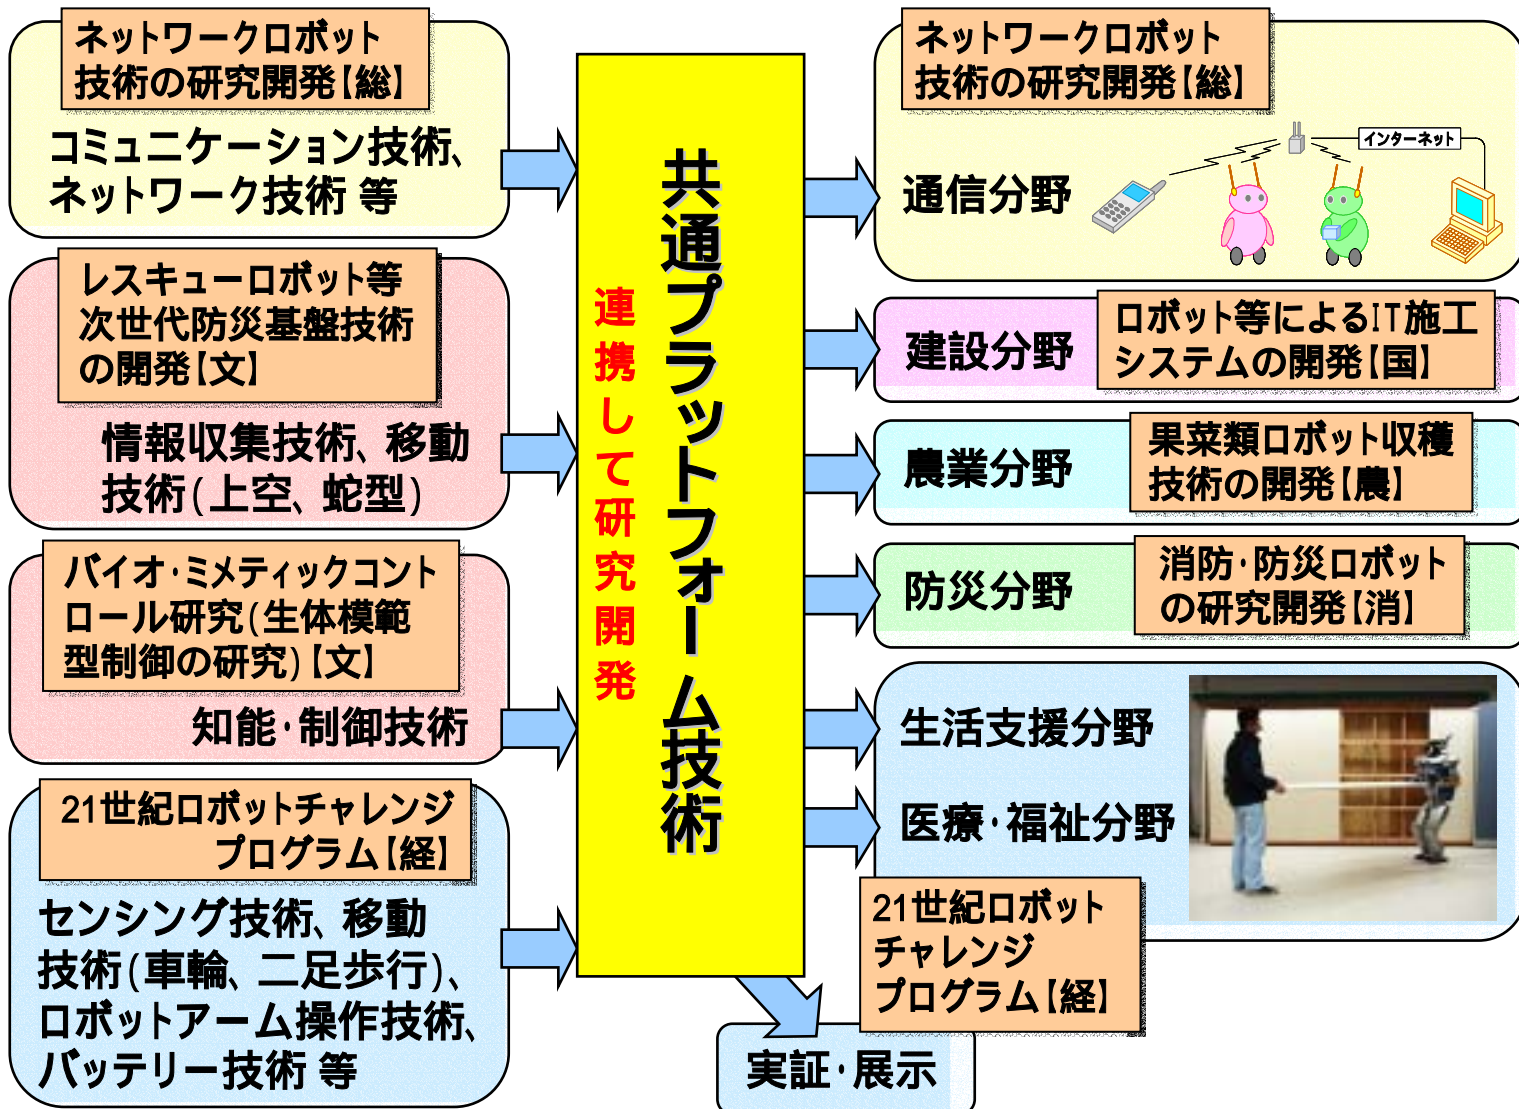 ネットワークロボット
技術の研究開発【総】
コミュニケーション技術、
ネットワーク技術 等
レスキューロボット等
次世代防災基盤技術
の開発【文】
情報収集技術、移動
技術(上空、蛇型)
バイオ・ミメティックコント
ロール研究(生体模範
型制御の研究)【文】
知能・制御技術
21世紀ロボットチャレンジ
プログラム【経】
センシング技術、移動
技術(車輪、二足歩行)、
ロボットアーム操作技術、
バッテリー技術 等
共通プラットフォーム技術
連携して研究開発
ネットワークロボット
技術の研究開発【総】
インターネット
通信分野
建設分野
ロボット等によるIT施工
システムの開発【国】
農業分野
果菜類ロボット収穫
技術の開発【農】
防災分野
消防・防災ロボット
の研究開発【消】
生活支援分野
医療・福祉分野
21世紀ロボット
チャレンジ
プログラム【経】
実証・展示